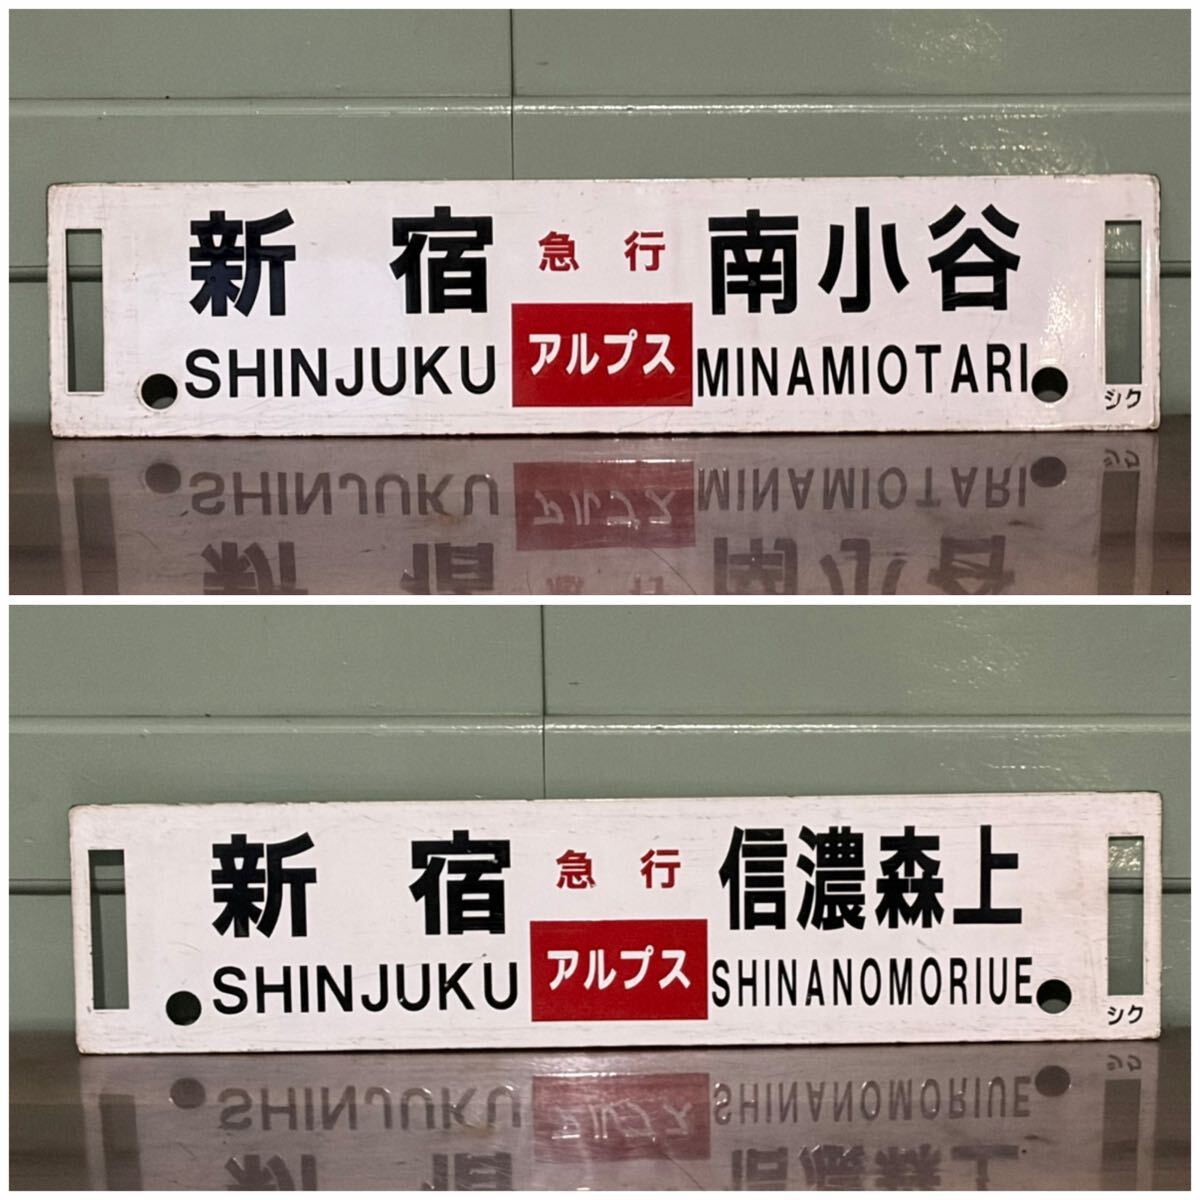 新宿 急行 南小谷
SHINJUKU アルプス MINAMIOTARI
シク
新宿 急行 信濃森上
SHINJUKU アルプス SHINANOMORIUE
シク